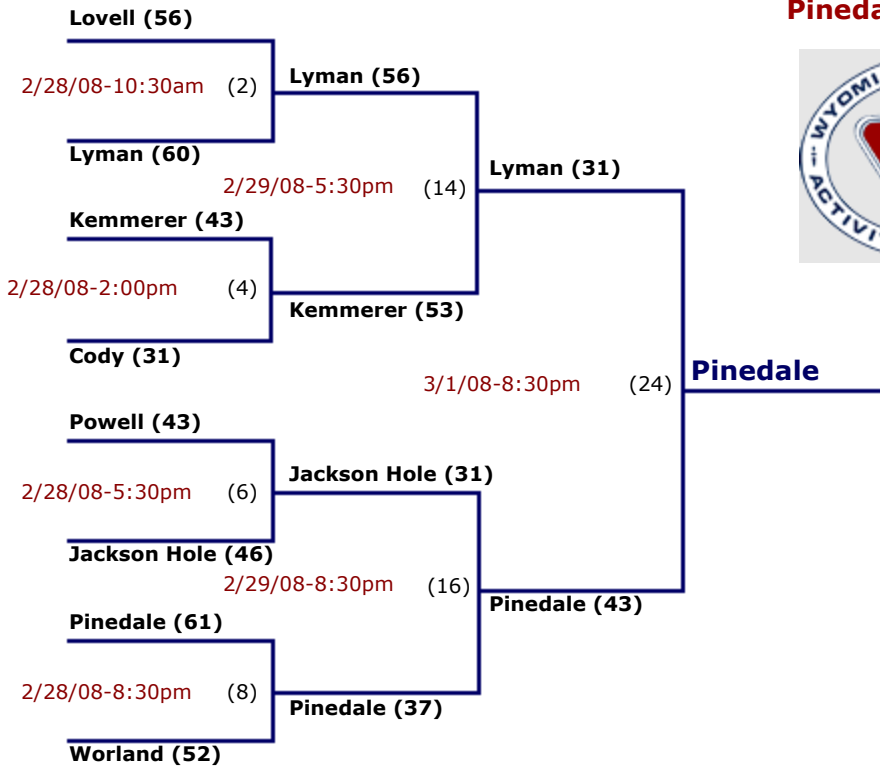 Lovell (56)
2/28/08-10:30am (2)
Lyman (56)
Lyman (60)
2/29/08-5:30pm (14)
Lyman (31)
Kemmerer (43)
2/28/08-2:00pm (4)
Kemmerer (53)
Cody (31)
3/1/08-8:30pm (24)
Pinedale
Powell (43)
Jackson Hole (31)
2/28/08-5:30pm (6)
Jackson Hole (46)
2/29/08-8:30pm (16)
Pinedale (43)
Pinedale (61)
2/28/08-8:30pm (8)
Pinedale (37)
Worland (52)